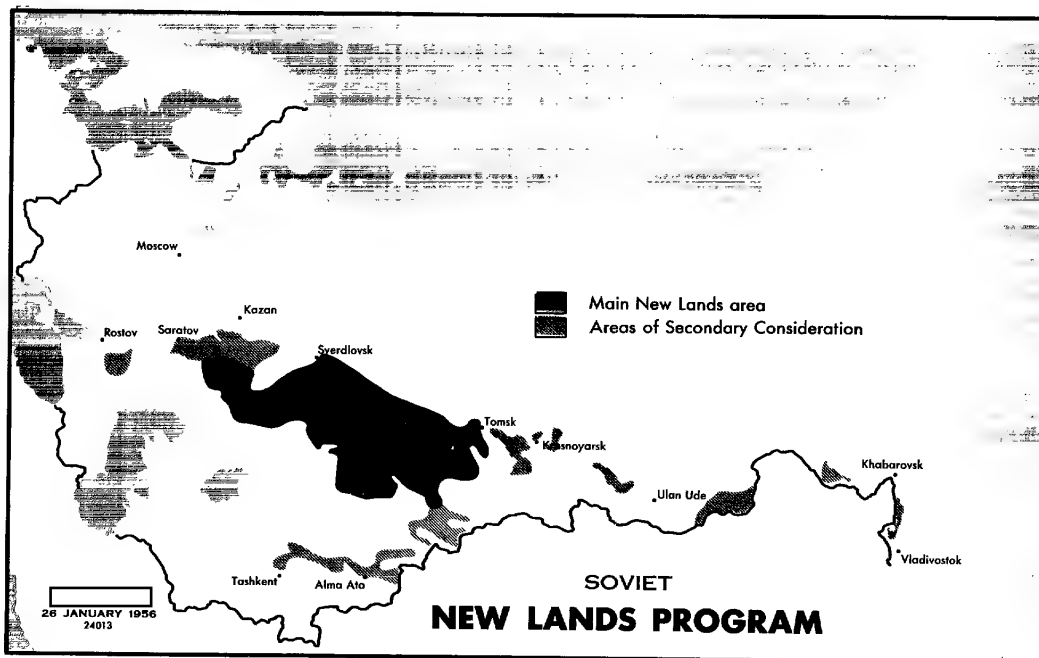 Moscow
Kazan
Main New Lands area
Areas of Secondary Consideration
Rostov
Saratov
Sverdlovsk
Tomsk
Krasnoyarsk
Khabarovsk
Ulan Ude
Vladivostok
Tashkent
Alma Ata
SOVIET
NEW LANDS PROGRAM
26 JANUARY 1956
24013